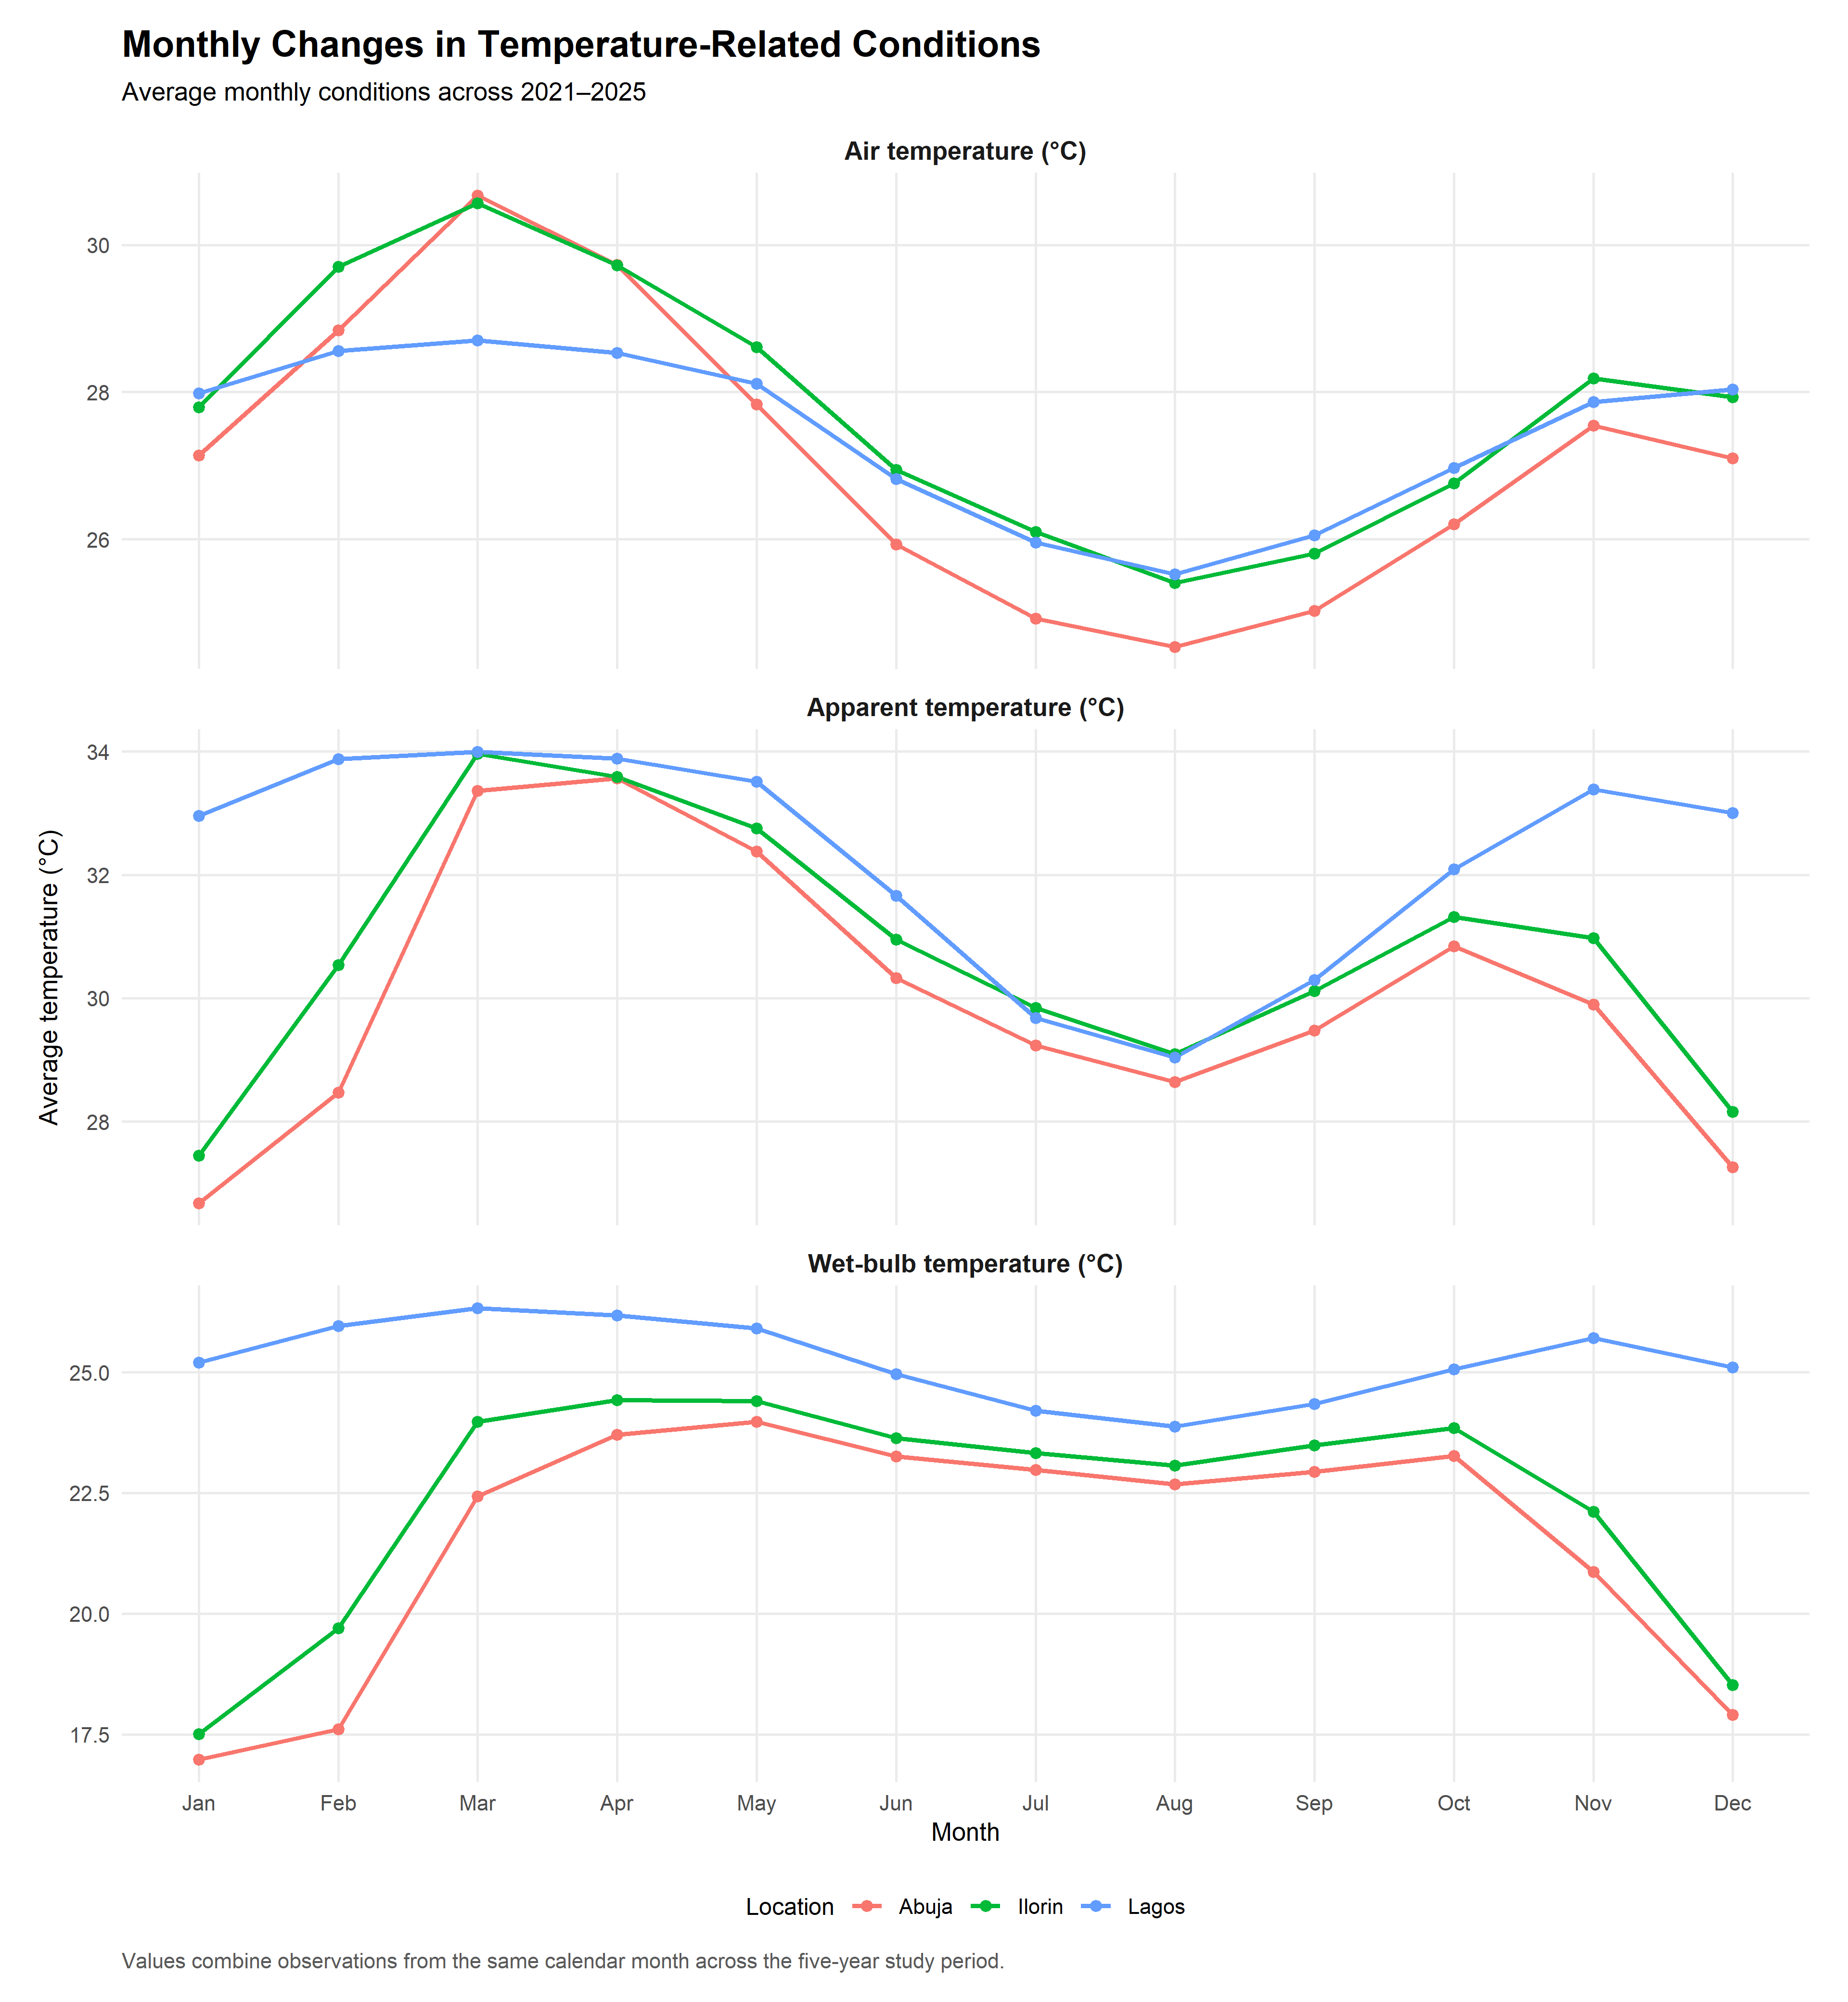 Monthly Changes in Temperature-Related Conditions
Average monthly conditions across 2021–2025
Air temperature (°C)
30
28
26
Apparent temperature (°C)
34
32
30
28
Average temperature (°C)
Wet-bulb temperature (°C)
25.0
22.5
20.0
17.5
Jan Feb Mar Apr May Jun Jul Aug Sep Oct Nov Dec
Month
Location Abuja Ilorin Lagos
Values combine observations from the same calendar month across the five-year study period.